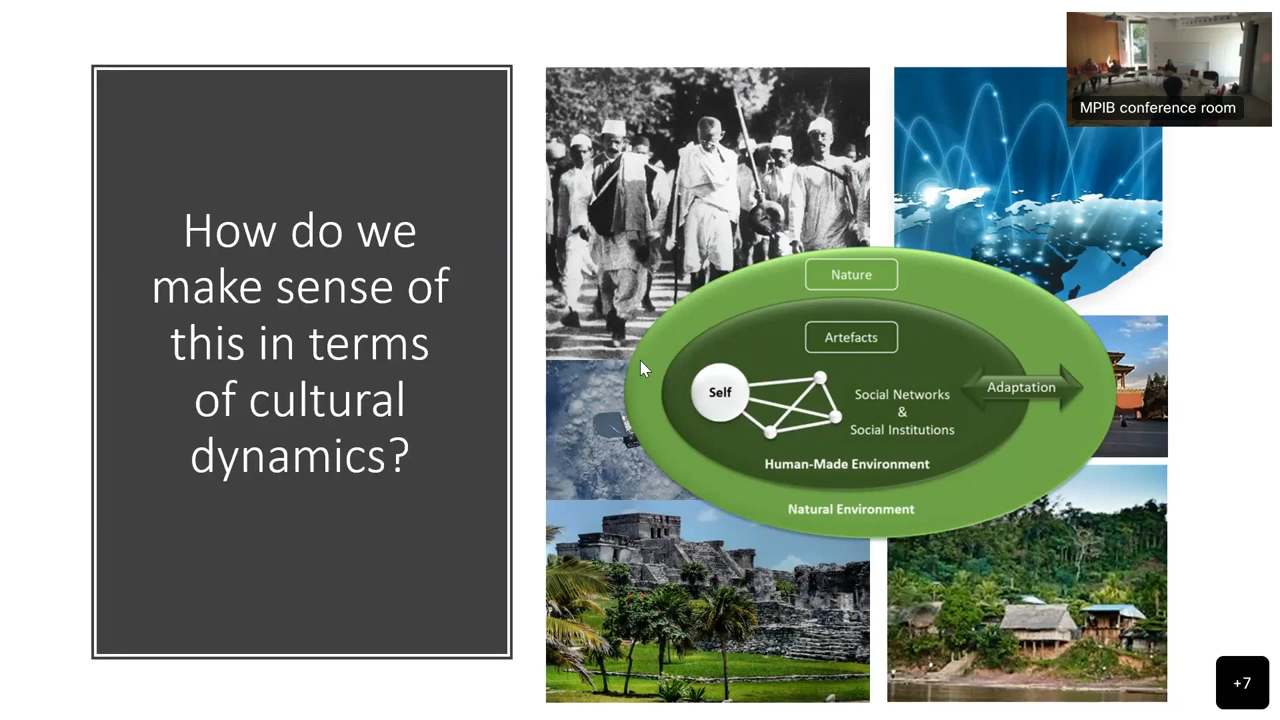 How do we
make sense of
this in terms
of cultural
dynamics?
MPIB conference room
Nature
Artefacts
Self
Social Networks
&
Social Institutions
Adaptation
Human-Made Environment
Natural Environment
+7